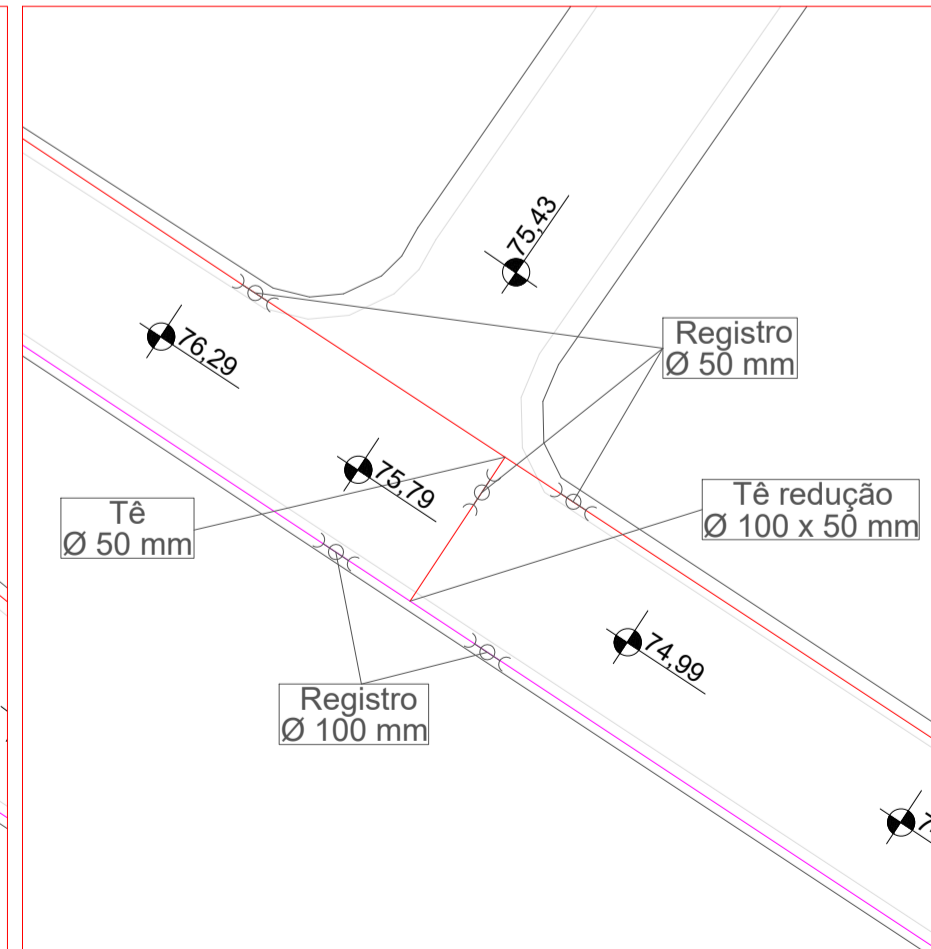 75,43
76,29
Registro
Ø 50 mm
75,79
Tê
Ø 50 mm
Tê redução
Ø 100 x 50 mm
74,99
Registro
Ø 100 mm